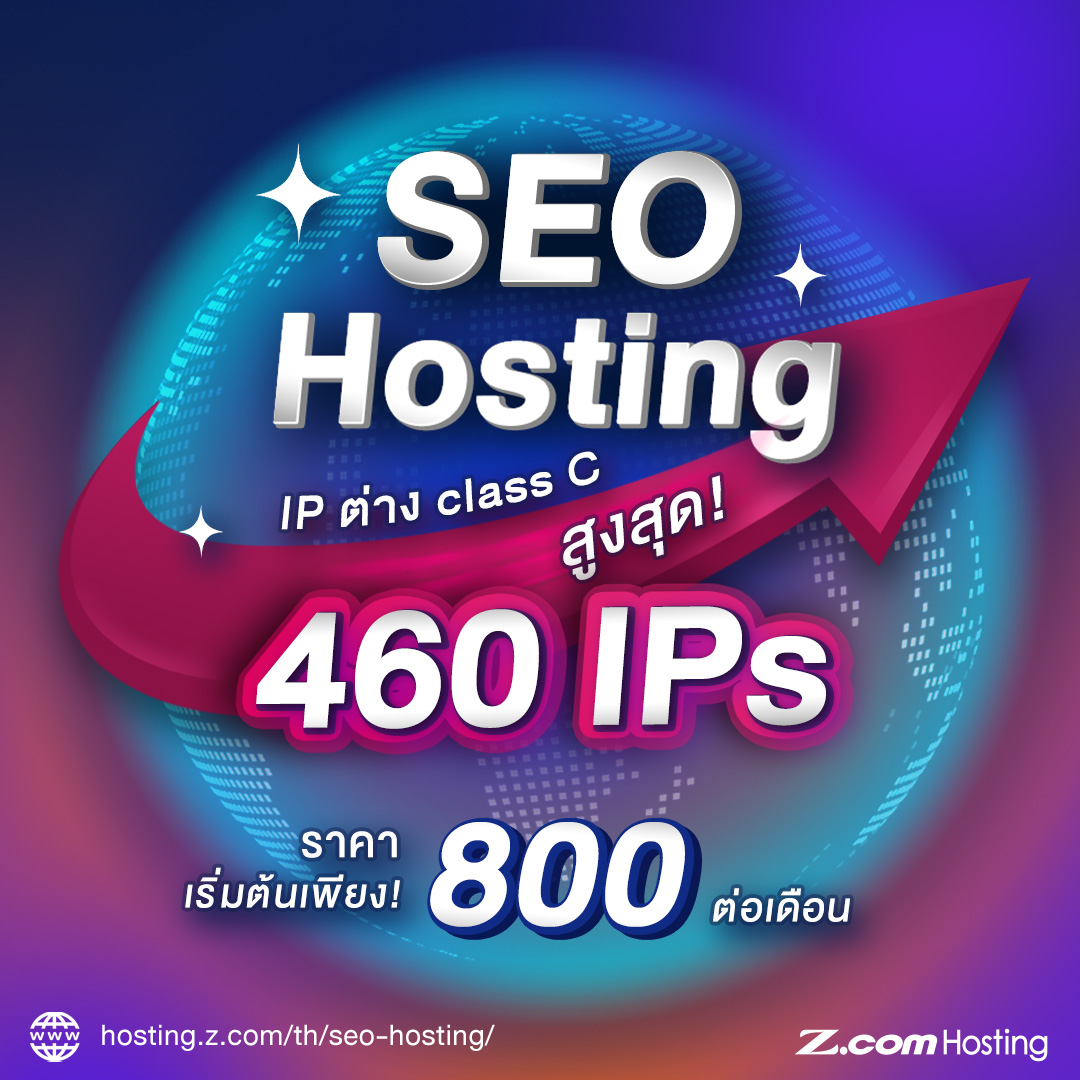 SEO
Hosting
IP ต่าง class C
สูงสุด!
460 IPs
ราคา
เริ่มต้นเพียง!
800
ต่อเดือน
www
hosting.z.com/th/seo-hosting/
Z.com Hosting